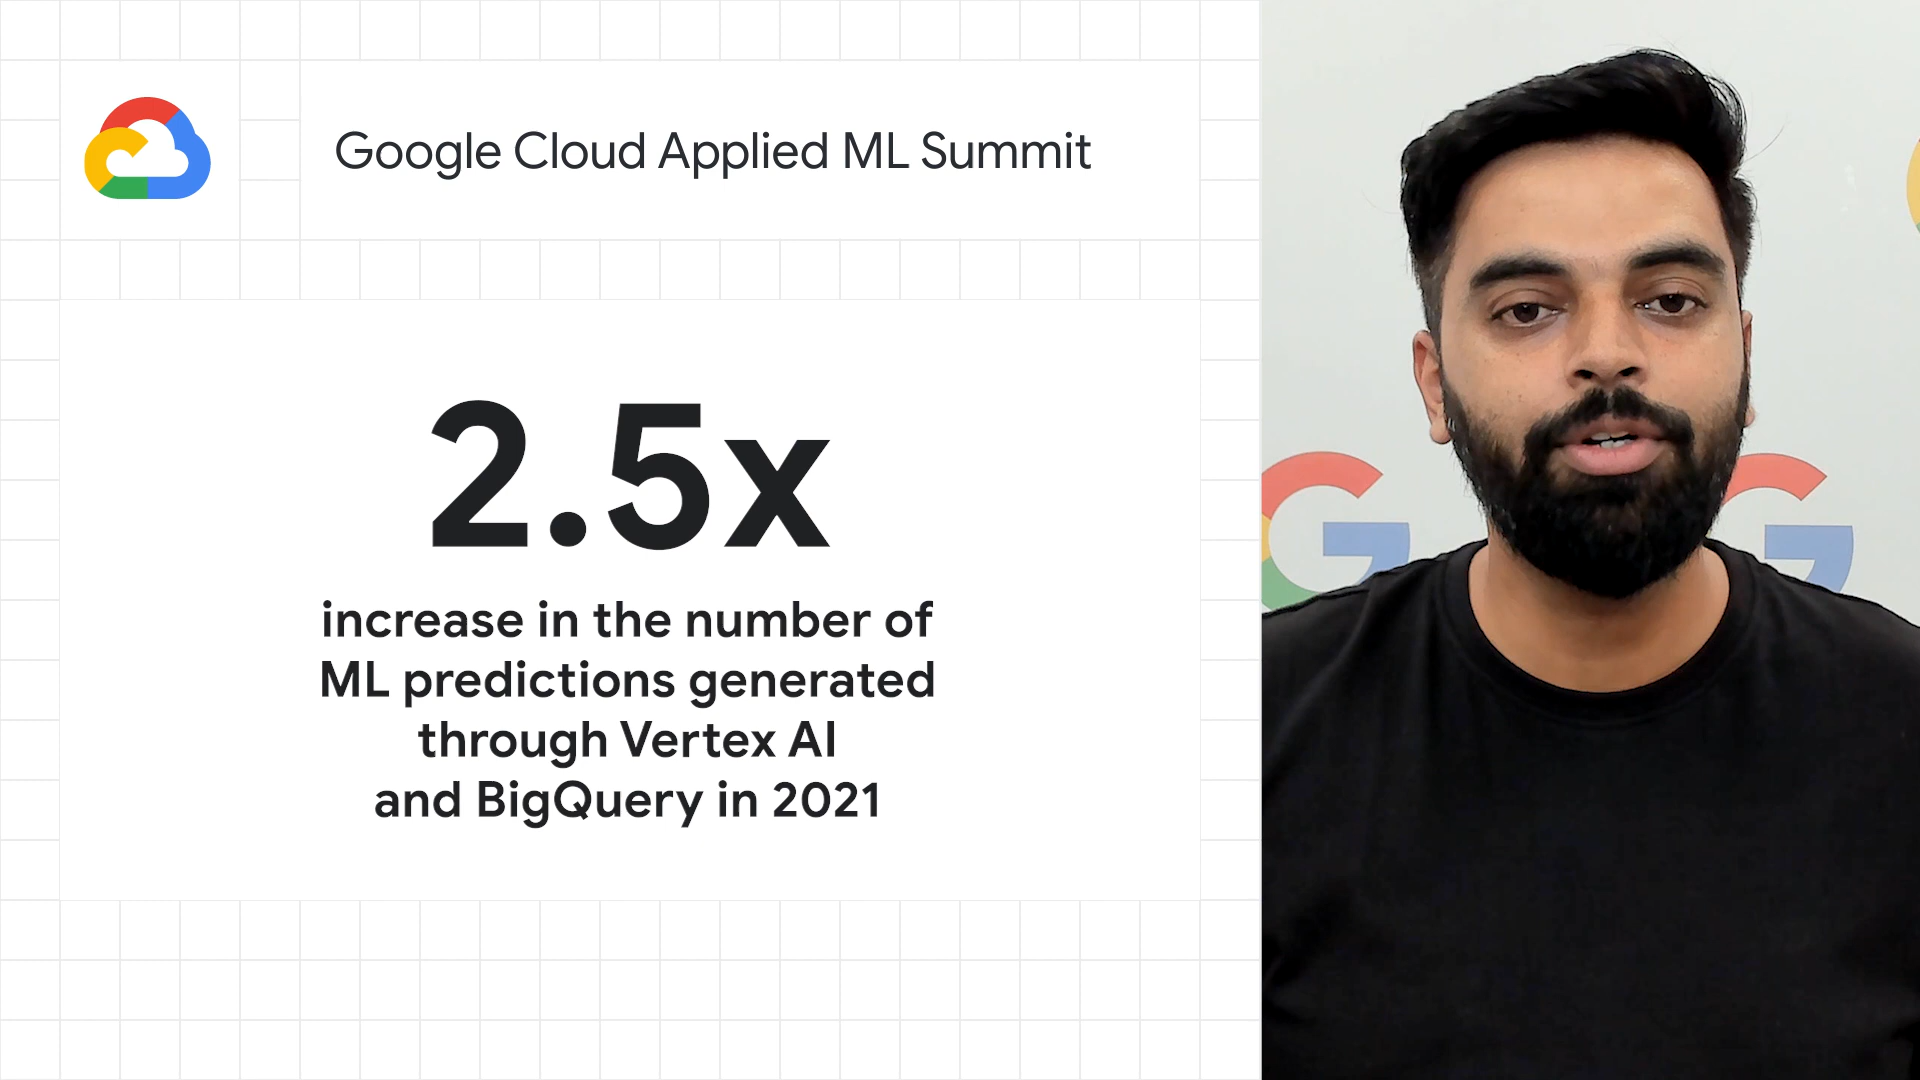 Google Cloud Applied ML Summit
2.5x
increase in the number of
ML predictions generated
through Vertex AI
and BigQuery in 2021